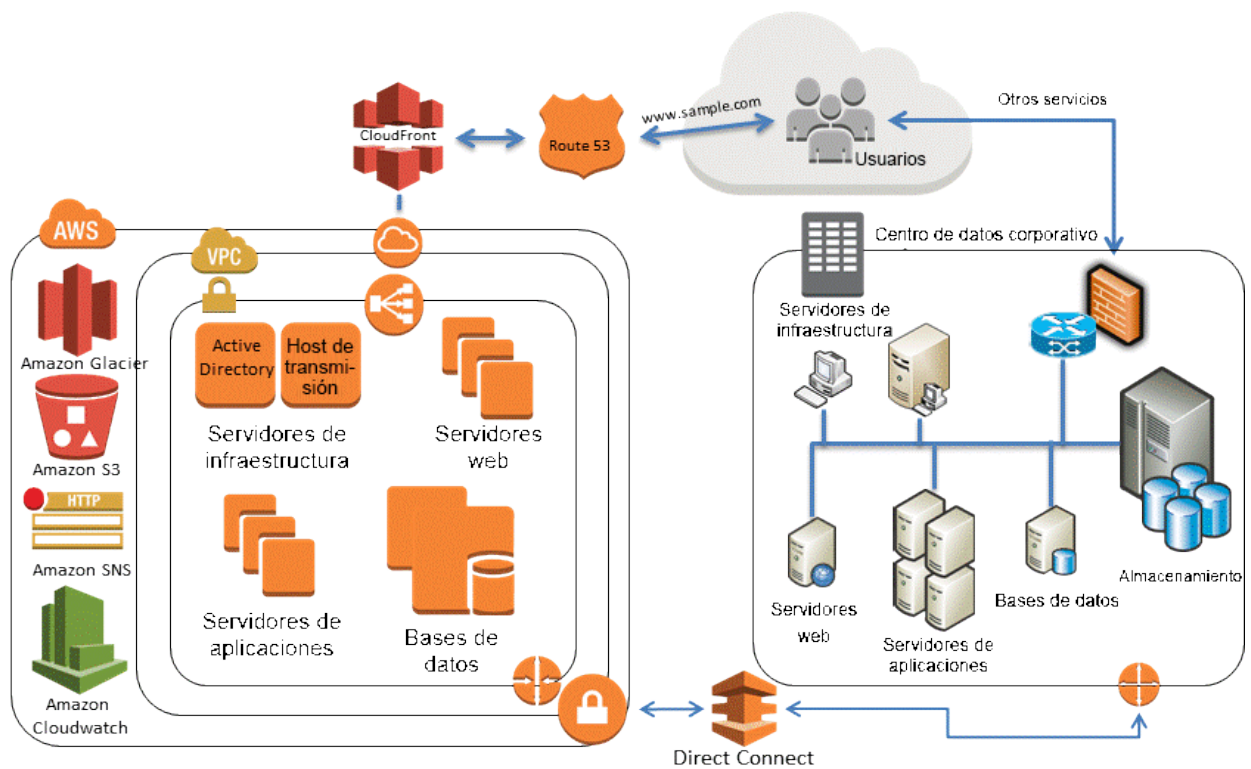 CloudFront
Route 53
www.sample.com
Usuarios
Otros servicios
AWS
VPC
Amazon Glacier
Amazon S3
HTTP
Amazon SNS
Amazon
Cloudwatch
Active
Directory
Host de
transmi-
sión
Servidores de
infraestructura
Servidores
web
Servidores de
aplicaciones
Bases de
datos
Direct Connect
Centro de datos corporativo
Servidores de
infraestructura
Servidores
web
Servidores de
aplicaciones
Bases de datos
Almacenamiento